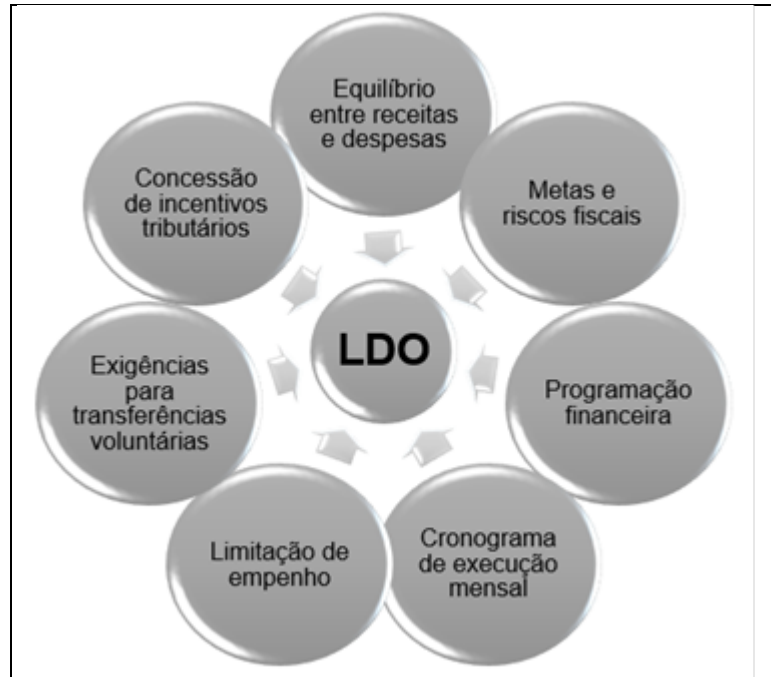 Equilíbrio
entre receitas
e despesas
Metas e
riscos fiscais
Programação
financeira
Cronograma
de execução
mensal
Limitação de
empenho
Exigências
para
transferências
voluntárias
Concessão
de incentivos
tributários
LDO